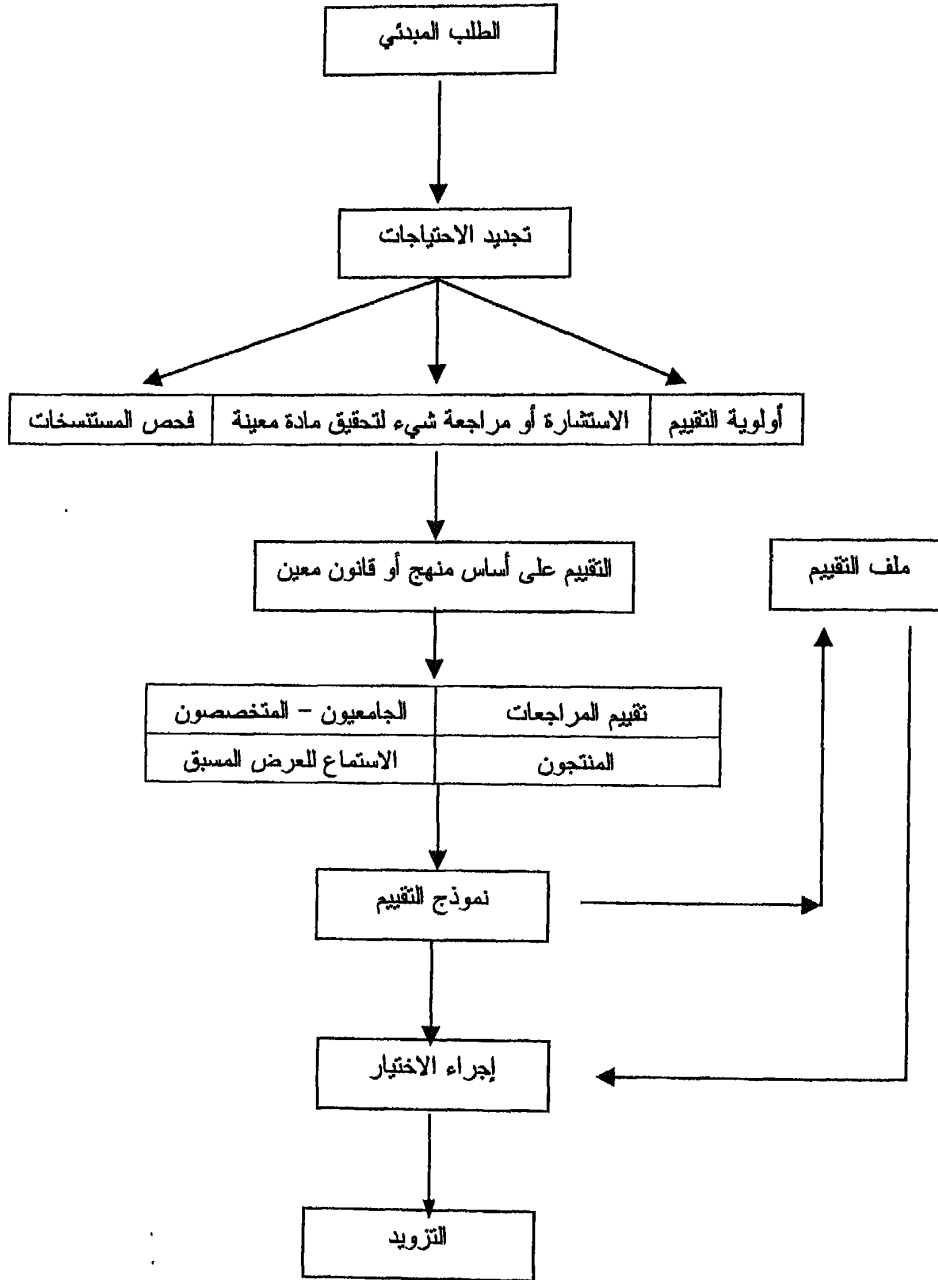 الطلب المبدئي
تجديد الاحتياجات
أولوية التقييم
الاستشارة أو مراجعة شيء لتحقيق مادة معينة
فحص المستنسخات
التقييم على أساس منهج أو قانون معين
ملف التقييم
تقييم المراجعات
الجامعيون – المتخصصون
المنتجون
الاستماع للعرض المسبق
نموذج التقييم
إجراء الاختيار
التزويد